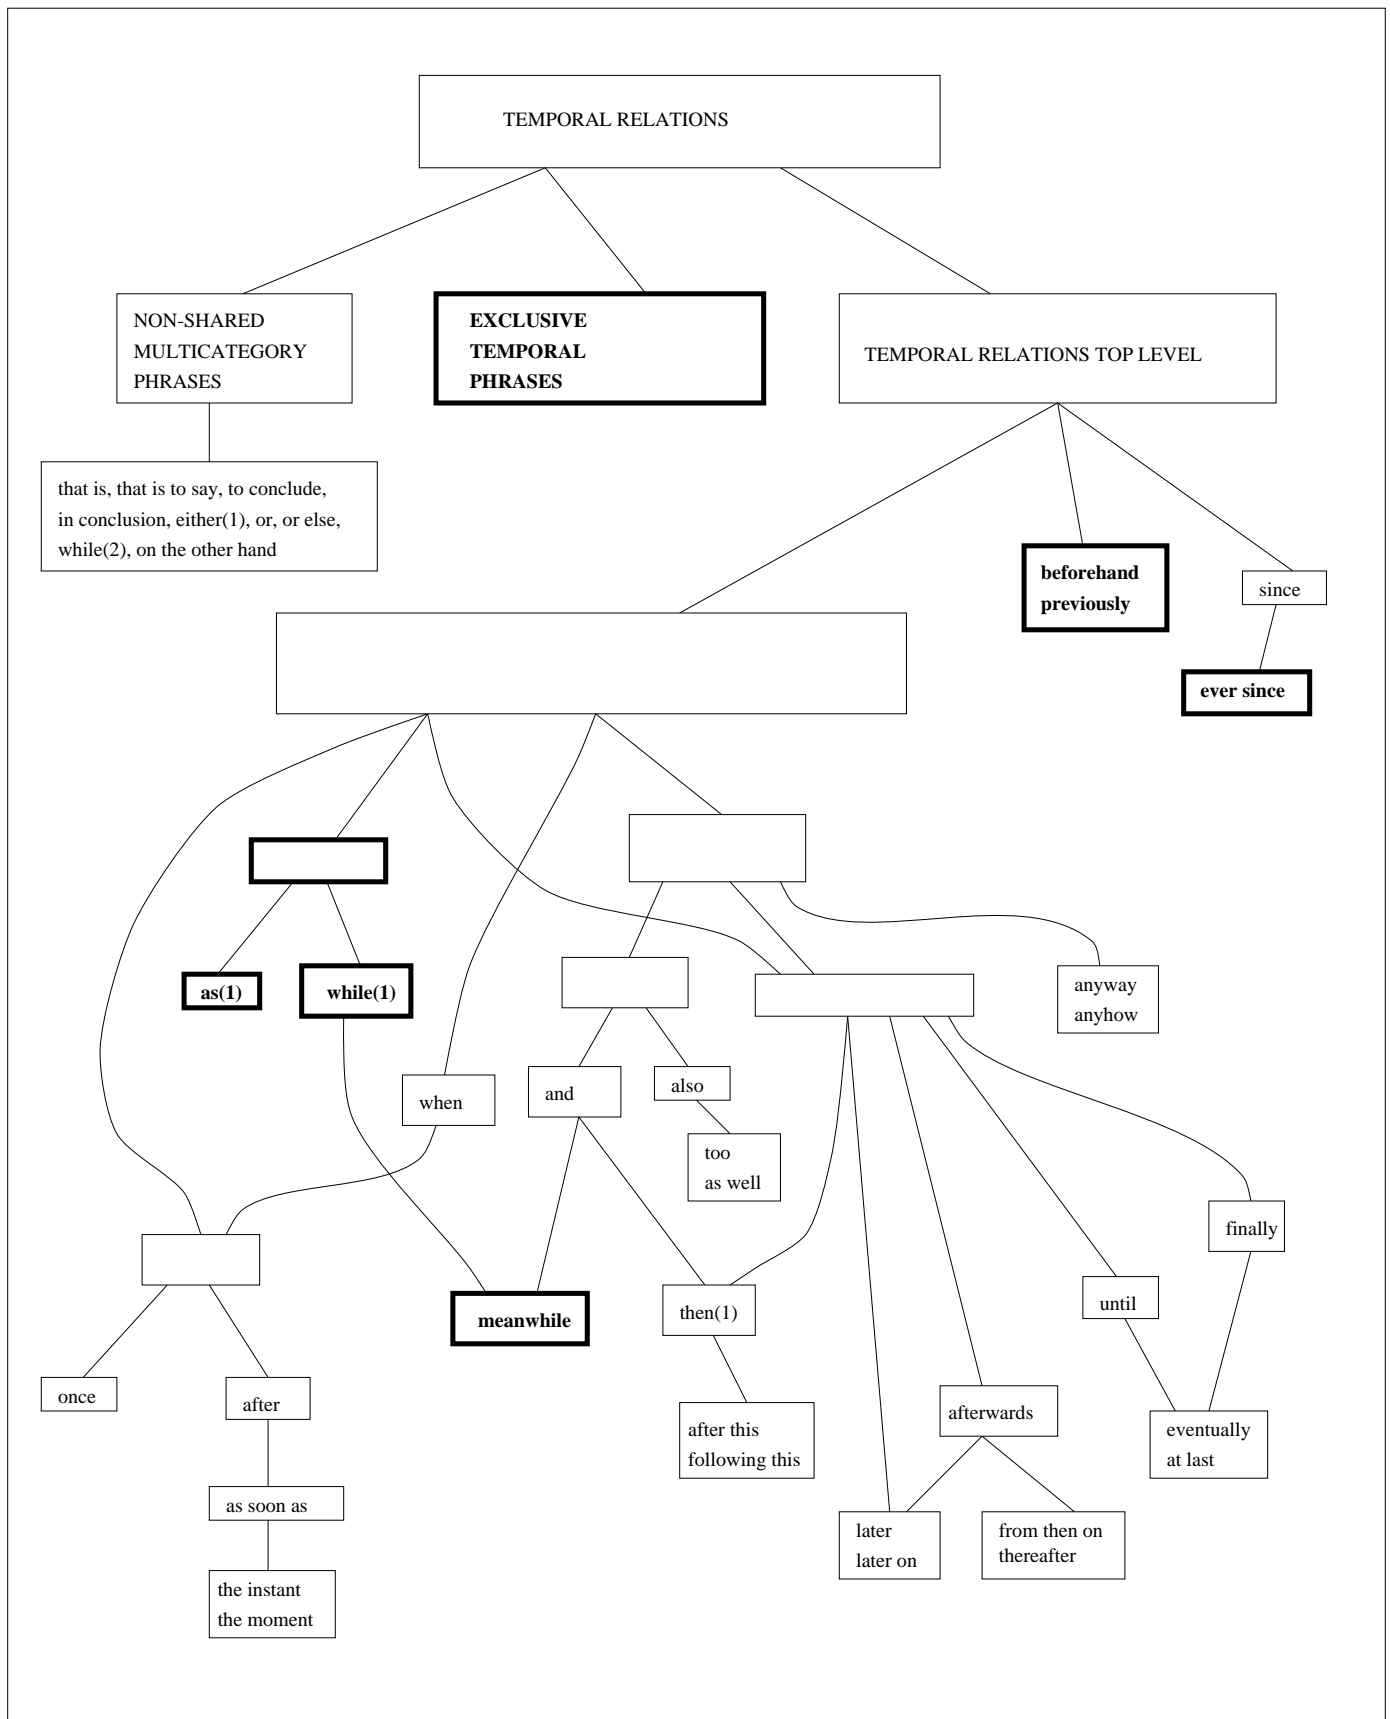 TEMPORAL RELATIONS
NON-SHARED
MULTICATEGORY
PHRASES
EXCLUSIVE
TEMPORAL
PHRASES
TEMPORAL RELATIONS TOP LEVEL
that is, that is to say, to conclude,
in conclusion, either(1), or, or else,
while(2), on the other hand
beforehand
previously
since
ever since
as(1)
while(1)
anyway
anyhow
when
and
also
too
as well
finally
meanwhile
then(1)
until
once
after
after this
following this
afterwards
eventually
at last
as soon as
later
later on
from then on
thereafter
the instant
the moment